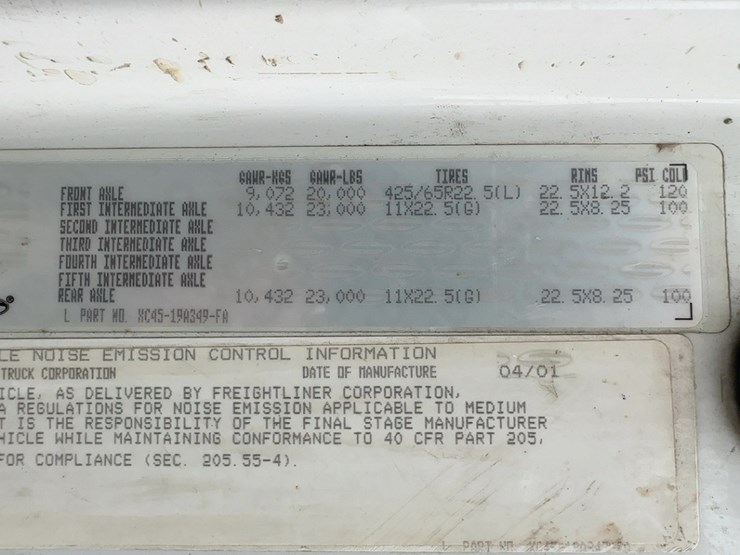 GAWR-KGS GAWR-LBS TIRES RIMS PSI COLD
FRONT AXLE 9,072 20,000 425/65R22.5(L) 22.5X12.2 120
FIRST INTERMEDIATE AXLE 10,432 23,000 11X22.5(G) 22.5X8.25 100
SECOND INTERMEDIATE AXLE
THIRD INTERMEDIATE AXLE
FOURTH INTERMEDIATE AXLE
FIFTH INTERMEDIATE AXLE
REAR AXLE 10,432 23,000 11X22.5(G) 22.5X8.25 100
PART NO. XC45-19A349-FA
LE NOISE EMISSION CONTROL INFORMATION
TRUCK CORPORATION DATE OF MANUFACTURE 04/01
ICLE, AS DELIVERED BY FREIGHTLINER CORPORATION,
A REGULATIONS FOR NOISE EMISSION APPLICABLE TO MEDIUM
T IS THE RESPONSIBILITY OF THE FINAL STAGE MANUFACTURER
HICLE WHILE MAINTAINING CONFORMANCE TO 40 CFR PART 205,
FOR COMPLIANCE (SEC. 205.55-4).
PART NO.